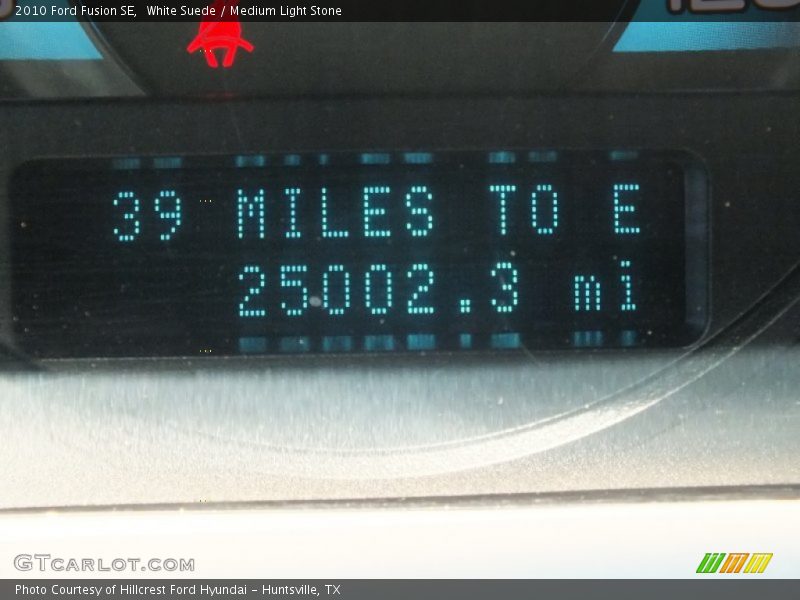 2010 Ford Fusion SE, White Suede / Medium Light Stone
39 MILES TO E
25002.3 mi
GTCARLOT.COM
Photo Courtesy of Hillcrest Ford Hyundai - Huntsville, TX